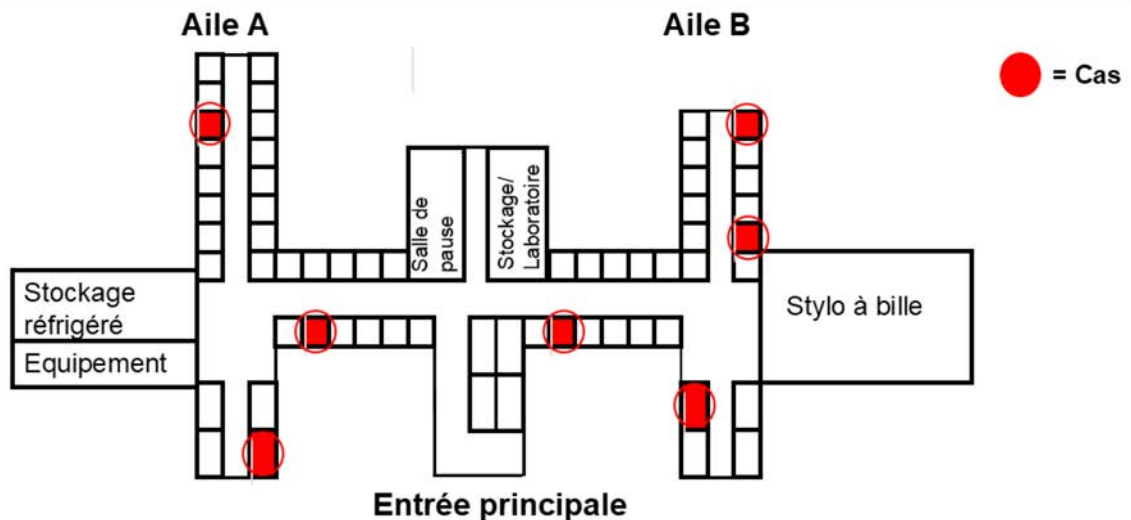 Aile A
Aile B
= Cas
Salle de
pause
Stockage/
Laboratoire
Stockage
réfrigéré
Equipement
Stylo à bille
Entrée principale